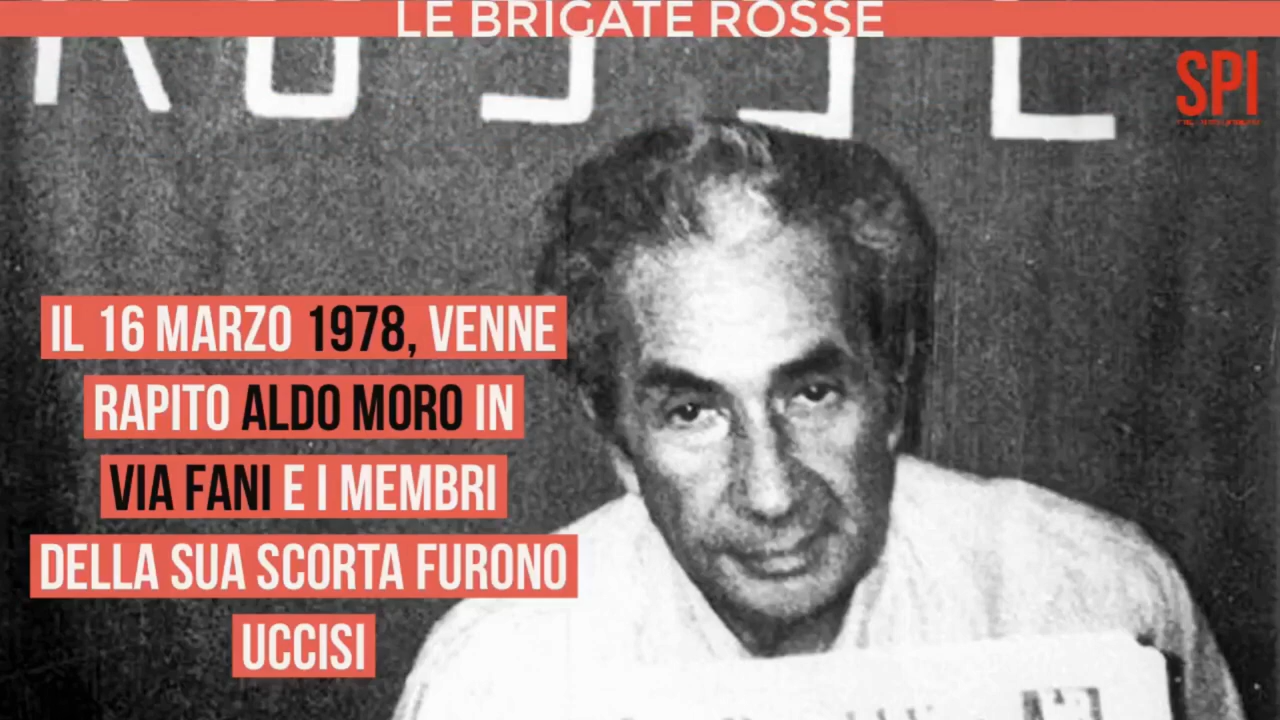 LE BRIGATE ROSSE
ROSSE
SPI
IL 16 MARZO 1978, VENNE
RAPITO ALDO MORO IN
VIA FANI E I MEMBRI
DELLA SUA SCORTA FURONO
UCCISI